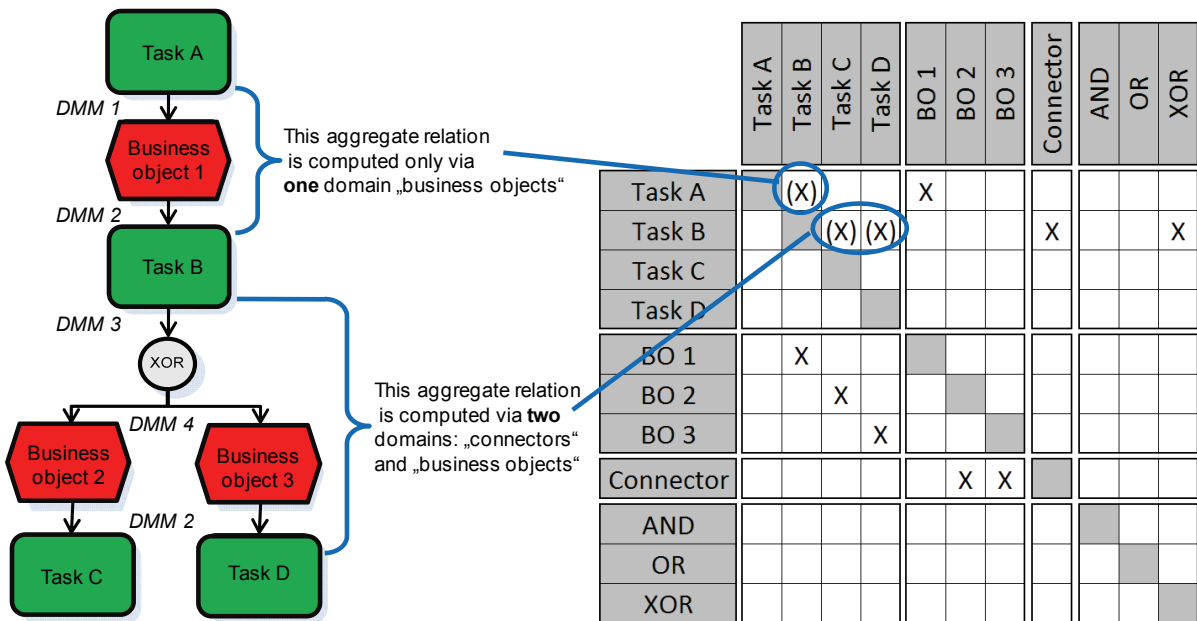 Task A
DMM 1
Business
object 1
DMM 2
Task B
DMM 3
XOR
DMM 4
Business
object 2
Business
object 3
DMM 2
Task C
Task D
This aggregate relation
is computed only via
one domain „business objects“
This aggregate relation
is computed via two
domains: „connectors“
and „business objects“
Task A
Task B
Task C
Task D
BO 1
BO 2
BO 3
Connector
AND
OR
XOR
Task A (X) X
Task B (X) (X) X X
Task C
Task D
BO 1 X
BO 2 X
BO 3 X
Connector X X
AND
OR
XOR